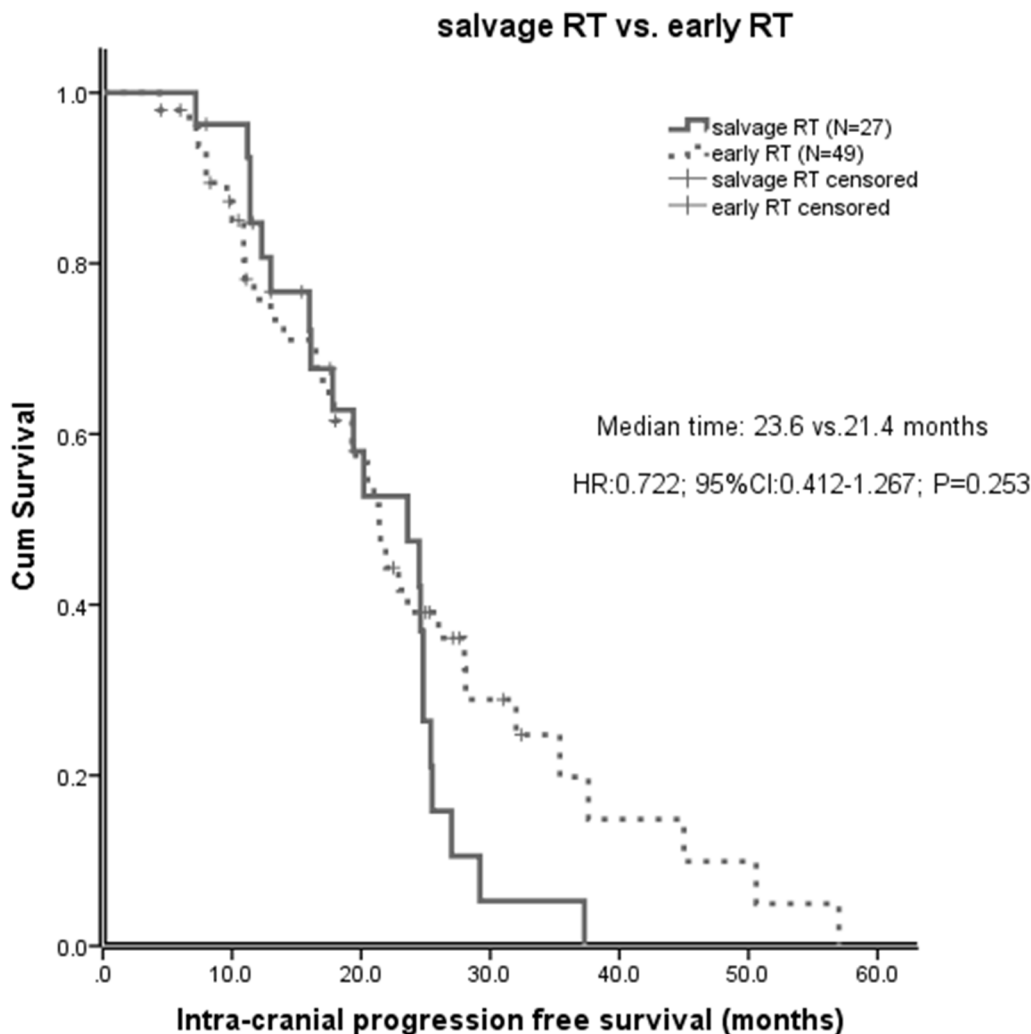 salvage RT vs. early RT
salvage RT (N=27)
early RT (N=49)
salvage RT censored
early RT censored
Median time: 23.6 vs.21.4 months
HR:0.722; 95%CI:0.412-1.267; P=0.253
Cum Survival
1.0
0.8
0.6
0.4
0.2
0.0
.0 10.0 20.0 30.0 40.0 50.0 60.0
Intra-cranial progression free survival (months)